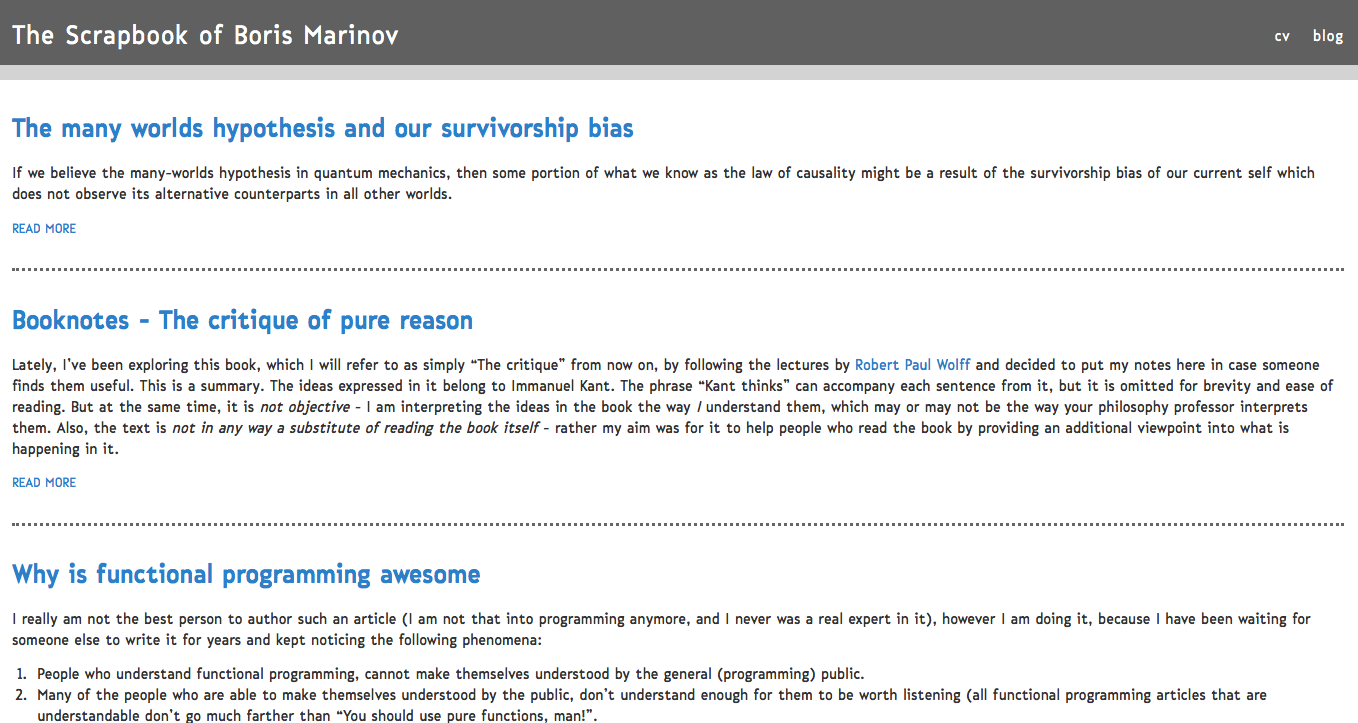 The Scrapbook of Boris Marinov
cv blog
The many worlds hypothesis and our survivorship bias
If we believe the many-worlds hypothesis in quantum mechanics, then some portion of what we know as the law of causality might be a result of the survivorship bias of our current self which
does not observe its alternative counterparts in all other worlds.
READ MORE
Booknotes - The critique of pure reason
Lately, I’ve been exploring this book, which I will refer to as simply “The critique” from now on, by following the lectures by Robert Paul Wolff and decided to put my notes here in case someone
finds them useful. This is a summary. The ideas expressed in it belong to Immanuel Kant. The phrase “Kant thinks” can accompany each sentence from it, but it is omitted for brevity and ease of
reading. But at the same time, it is not objective - I am interpreting the ideas in the book the way I understand them, which may or may not be the way your philosophy professor interprets
them. Also, the text is not in any way a substitute of reading the book itself - rather my aim was for it to help people who read the book by providing an additional viewpoint into what is
happening in it.
READ MORE
Why is functional programming awesome
I really am not the best person to author such an article (I am not that into programming anymore, and I never was a real expert in it), however I am doing it, because I have been waiting for
someone else to write it for years and kept noticing the following phenomena:
1. People who understand functional programming, cannot make themselves understood by the general (programming) public.
2. Many of the people who are able to make themselves understood by the public, don’t understand enough for them to be worth listening (all functional programming articles that are
understandable don’t go much farther than “You should use pure functions, man!”.